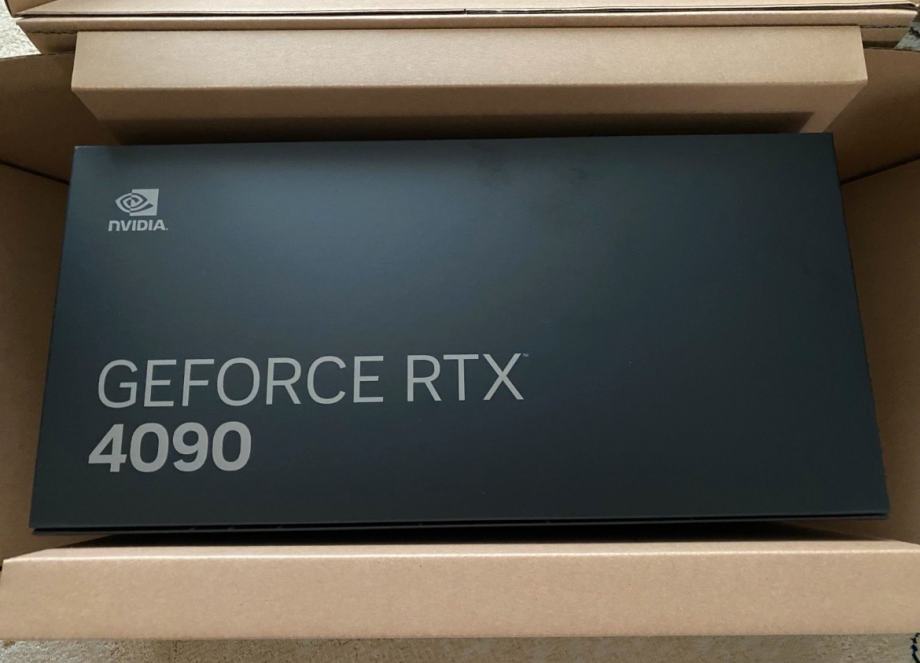 NVIDIA.
GEFORCE RTX™
4090